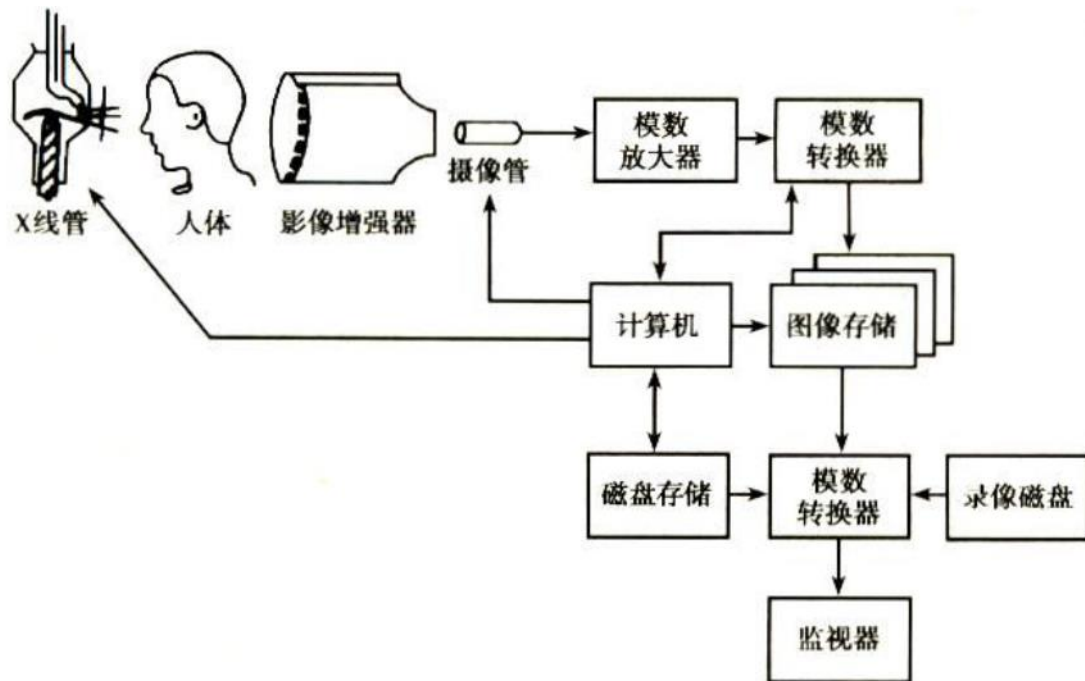 模数
放大器
模数
转换器
摄像管
X线管
人体
影像增强器
计算机
图像存储
磁盘存储
模数
转换器
录像磁盘
监视器